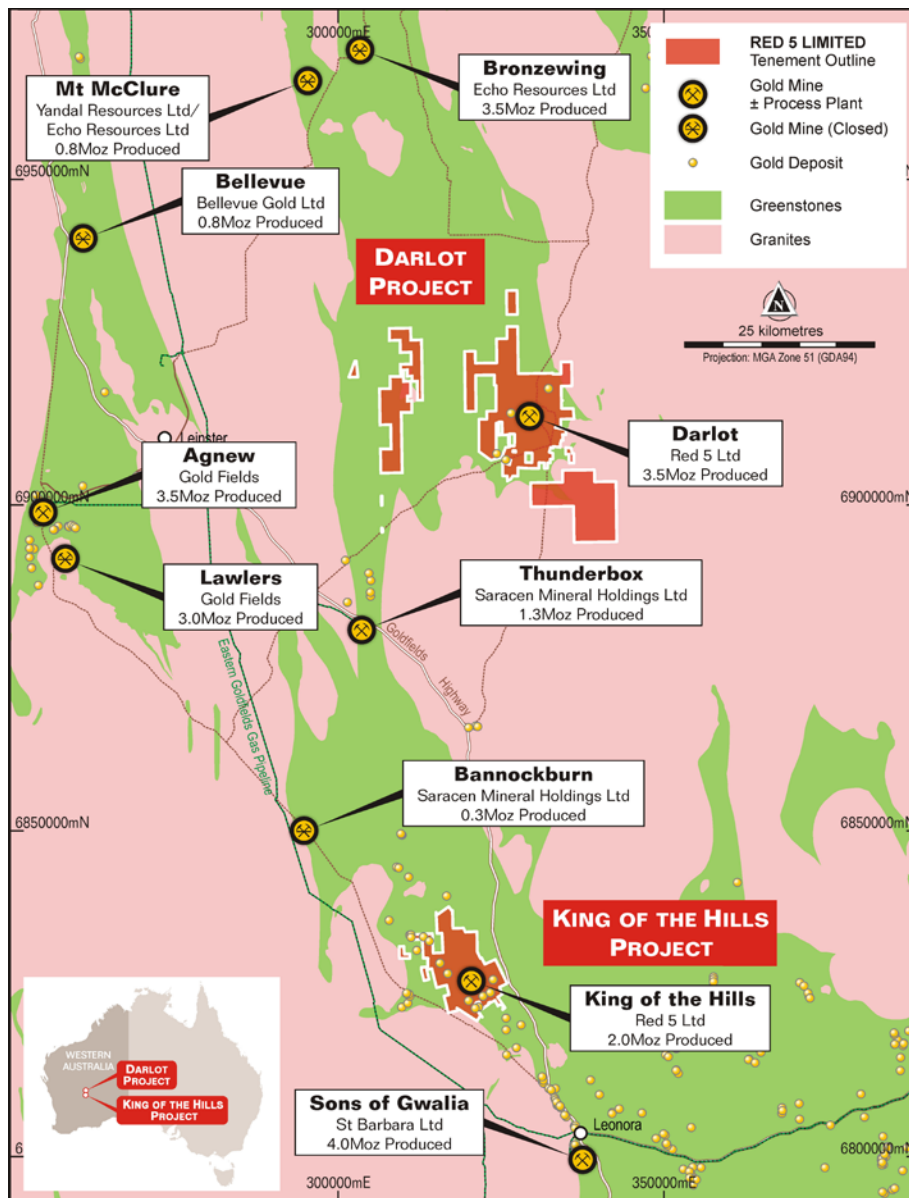 300000mE
350
RED 5 LIMITED
Tenement Outline
Gold Mine
± Process Plant
Gold Mine (Closed)
Gold Deposit
Greenstones
Granites
N
25 kilometres
Projection: MGA Zone 51 (GDA94)
Mt McClure
Yandal Resources Ltd/
Echo Resources Ltd
0.8Moz Produced
Bronzewing
Echo Resources Ltd
3.5Moz Produced
6950000mN
Bellevue
Bellevue Gold Ltd
0.8Moz Produced
DARLOT
PROJECT
Leinster
Agnew
Gold Fields
3.5Moz Produced
Darlot
Red 5 Ltd
3.5Moz Produced
6900000mN
6900000mN
Lawlers
Gold Fields
3.0Moz Produced
Thunderbox
Saracen Mineral Holdings Ltd
1.3Moz Produced
Goldfields
Highway
Eastern Goldfields Gas Pipeline
Bannockburn
Saracen Mineral Holdings Ltd
0.3Moz Produced
6850000mN
6850000mN
KING OF THE HILLS
PROJECT
King of the Hills
Red 5 Ltd
2.0Moz Produced
WESTERN
AUSTRALIA
DARLOT
PROJECT
KING OF THE HILLS
PROJECT
Sons of Gwalia
St Barbara Ltd
4.0Moz Produced
Leonora
6800000mN
300000mE
350000mE